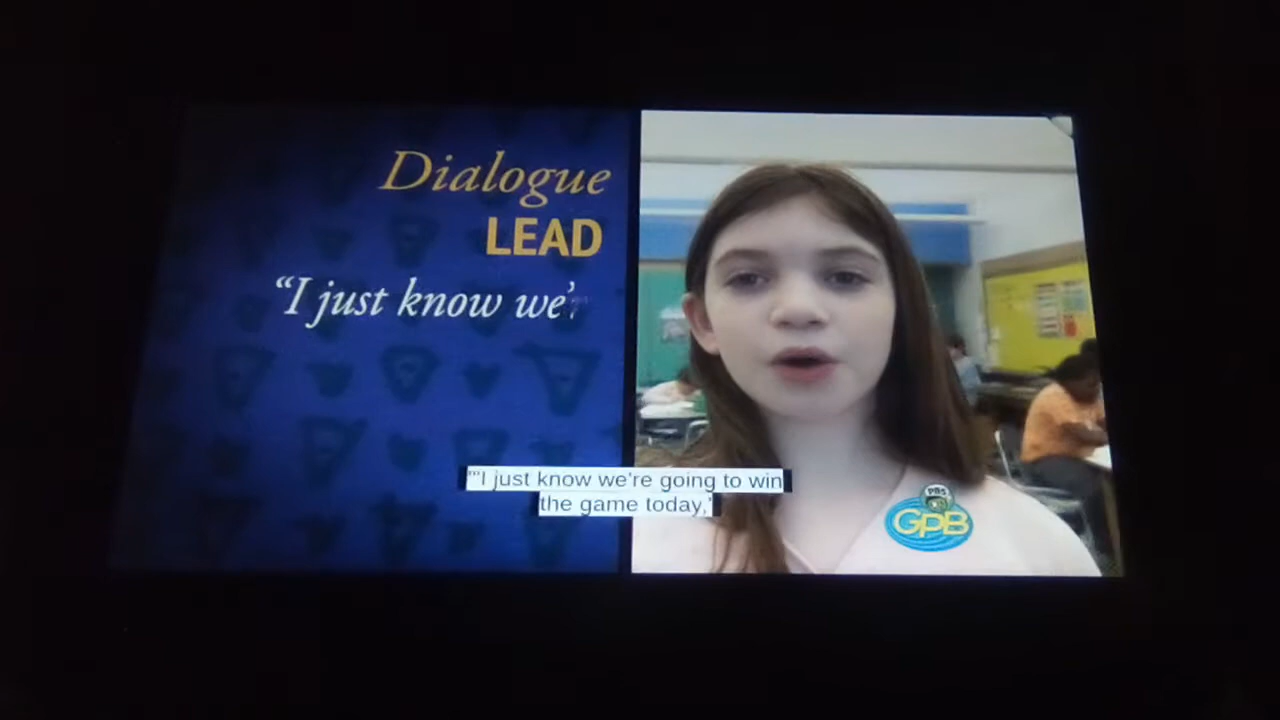 Dialogue
LEAD
“I just know we’
"'I just know we're going to win
the game today,'
PBS
GPB